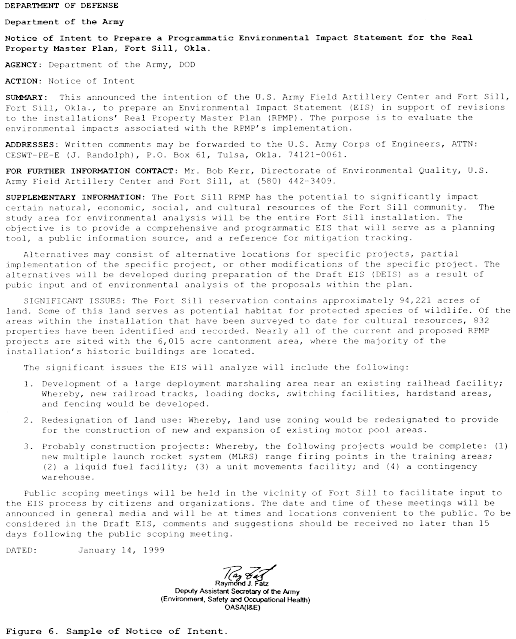 DEPARTMENT OF DEFENSE
Department of the Army
Notice of Intent to Prepare a Programmatic Environmental Impact Statement for the Real
Property Master Plan, Fort Sill, Okla.
AGENCY: Department of the Army, DOD
ACTION: Notice of Intent
SUMMARY: This announced the intention of the U.S. Army Field Artillery Center and Fort Sill,
Fort Sill, Okla., to prepare an Environmental Impact Statement (EIS) in support of revisions
to the installations' Real Property Master Plan (RPMP). The purpose is to evaluate the
environmental impacts associated with the RPMP's implementation.
ADDRESSES: Written comments may be forwarded to the U.S. Army Corps of Engineers, ATTN:
CESWT-PE-E (J. Randolph), P.O. Box 61, Tulsa, Okla. 74121-0061.
FOR FURTHER INFORMATION CONTACT: Mr. Bob Kerr, Directorate of Environmental Quality, U.S.
Army Field Artillery Center and Fort Sill, at (580) 442-3409.
SUPPLEMENTARY INFORMATION: The Fort Sill RPMP has the potential to significantly impact
certain natural, economic, social, and cultural resources of the Fort Sill community. The
study area for environmental analysis will be the entire Fort Sill installation. The
objective is to provide a comprehensive and programmatic EIS that will serve as a planning
tool, a public information source, and a reference for mitigation tracking.
Alternatives may consist of alternative locations for specific projects, partial
implementation of the specific project, or other modifications of the specific project. The
alternatives will be developed during preparation of the Draft EIS (DEIS) as a result of
pubic input and of environmental analysis of the proposals within the plan.
SIGNIFICANT ISSUES: The Fort Sill reservation contains approximately 94,221 acres of
land. Some of this land serves as potential habitat for protected species of wildlife. Of the
areas within the installation that have been surveyed to date for cultural resources, 832
properties have been identified and recorded. Nearly all of the current and proposed RPMP
projects are sited with the 6,015 acre cantonment area, where the majority of the
installation's historic buildings are located.
The significant issues the EIS will analyze will include the following:
1. Development of a large deployment marshaling area near an existing railhead facility;
Whereby, new railroad tracks, loading docks, switching facilities, hardstand areas,
and fencing would be developed.
2. Redesignation of land use: Whereby, land use zoning would be redesignated to provide
for the construction of new and expansion of existing motor pool areas.
3. Probably construction projects: Whereby, the following projects would be complete: (1)
new multiple launch rocket system (MLRS) range firing points in the training areas;
(2) a liquid fuel facility; (3) a unit movements facility; and (4) a contingency
warehouse.
Public scoping meetings will be held in the vicinity of Fort Sill to facilitate input to
the EIS process by citizens and organizations. The date and time of these meetings will be
announced in general media and will be at times and locations convenient to the public. To be
considered in the Draft EIS, comments and suggestions should be received no later than 15
days following the public scoping meeting.
DATED: January 14, 1999
Raymond J. Fatz
Deputy Assistant Secretary of the Army
(Environment, Safety and Occupational Health)
OASA(I&E)
Figure 6. Sample of Notice of Intent.